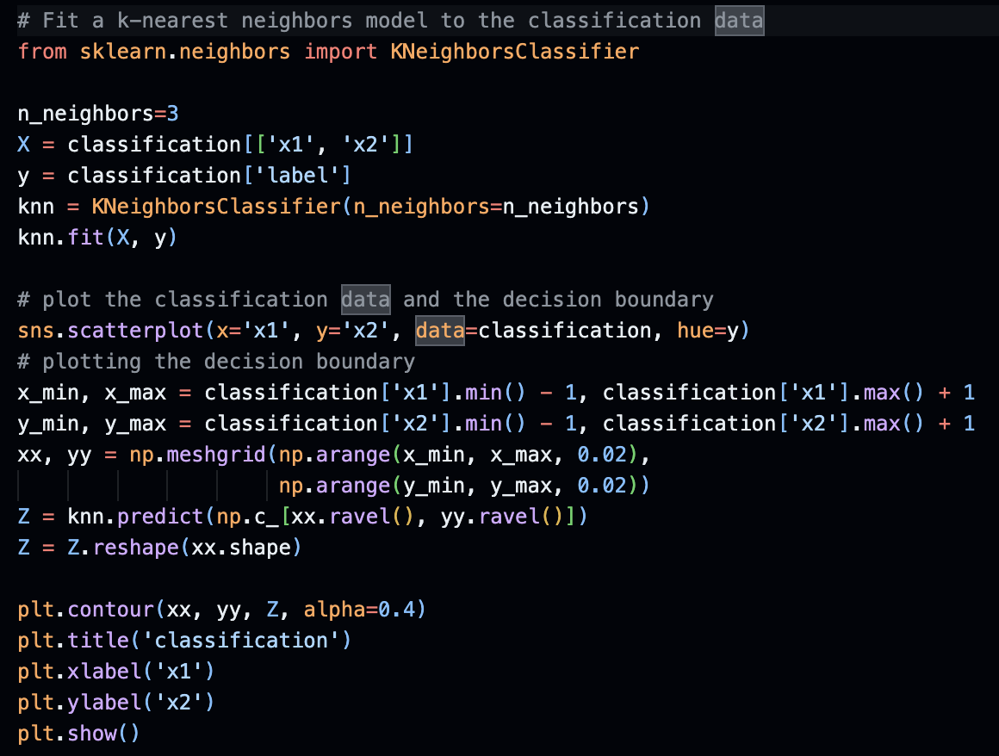 # Fit a k-nearest neighbors model to the classification data
from sklearn.neighbors import KNeighborsClassifier
n_neighbors=3
X = classification[['x1', 'x2']]
y = classification['label']
knn = KNeighborsClassifier(n_neighbors=n_neighbors)
knn.fit(X, y)
# plot the classification data and the decision boundary
sns.scatterplot(x='x1', y='x2', data=classification, hue=y)
# plotting the decision boundary
x_min, x_max = classification['x1'].min() - 1, classification['x1'].max() + 1
y_min, y_max = classification['x2'].min() - 1, classification['x2'].max() + 1
xx, yy = np.meshgrid(np.arange(x_min, x_max, 0.02),
                     np.arange(y_min, y_max, 0.02))
Z = knn.predict(np.c_[xx.ravel(), yy.ravel()])
Z = Z.reshape(xx.shape)
plt.contour(xx, yy, Z, alpha=0.4)
plt.title('classification')
plt.xlabel('x1')
plt.ylabel('x2')
plt.show()